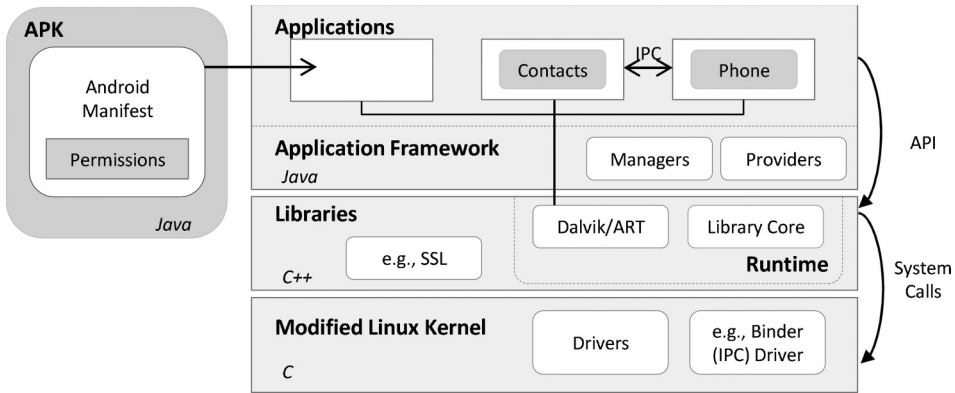 APK
Android
Manifest
Permissions
Java
Applications
Contacts
IPC
Phone
Application Framework
Java
Managers
Providers
API
Libraries
C++
e.g., SSL
Dalvik/ART
Library Core
Runtime
System
Calls
Modified Linux Kernel
C
Drivers
e.g., Binder
(IPC) Driver